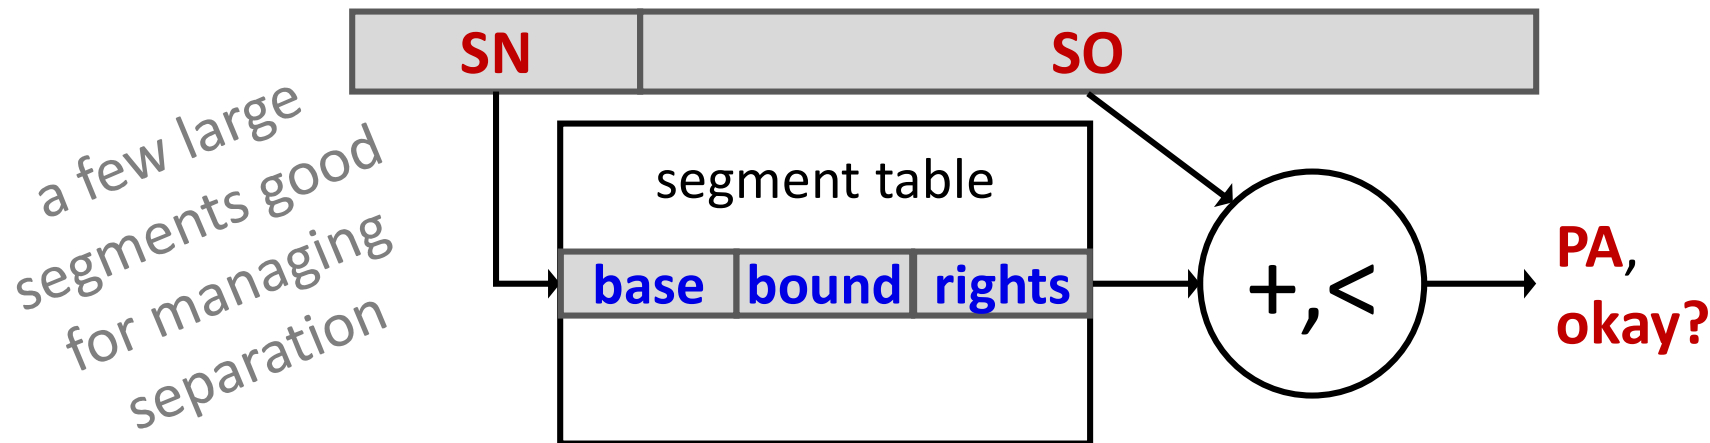 SN
SO
a few large
segments good
for managing
separation
segment table
base bound rights
+,<
PA,
okay?